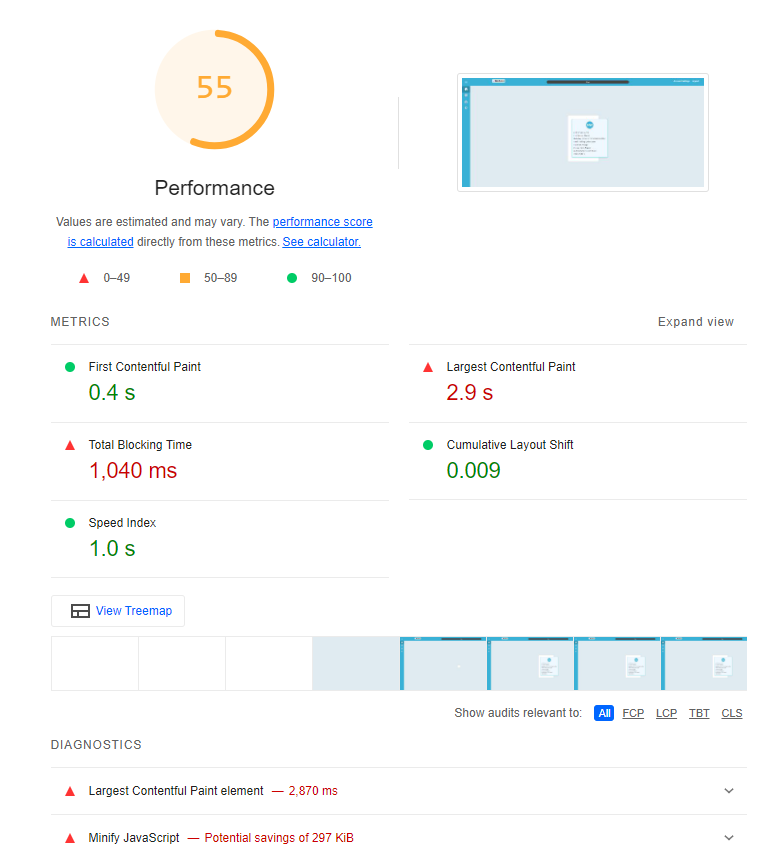 55
Performance
Values are estimated and may vary. The performance score
is calculated directly from these metrics. See calculator.
0–49
50–89
90–100
METRICS
Expand view
First Contentful Paint
0.4 s
Largest Contentful Paint
2.9 s
Total Blocking Time
1,040 ms
Cumulative Layout Shift
0.009
Speed Index
1.0 s
View Treemap
Show audits relevant to: All FCP LCP TBT CLS
DIAGNOSTICS
Largest Contentful Paint element — 2,870 ms
Minify JavaScript — Potential savings of 297 KiB